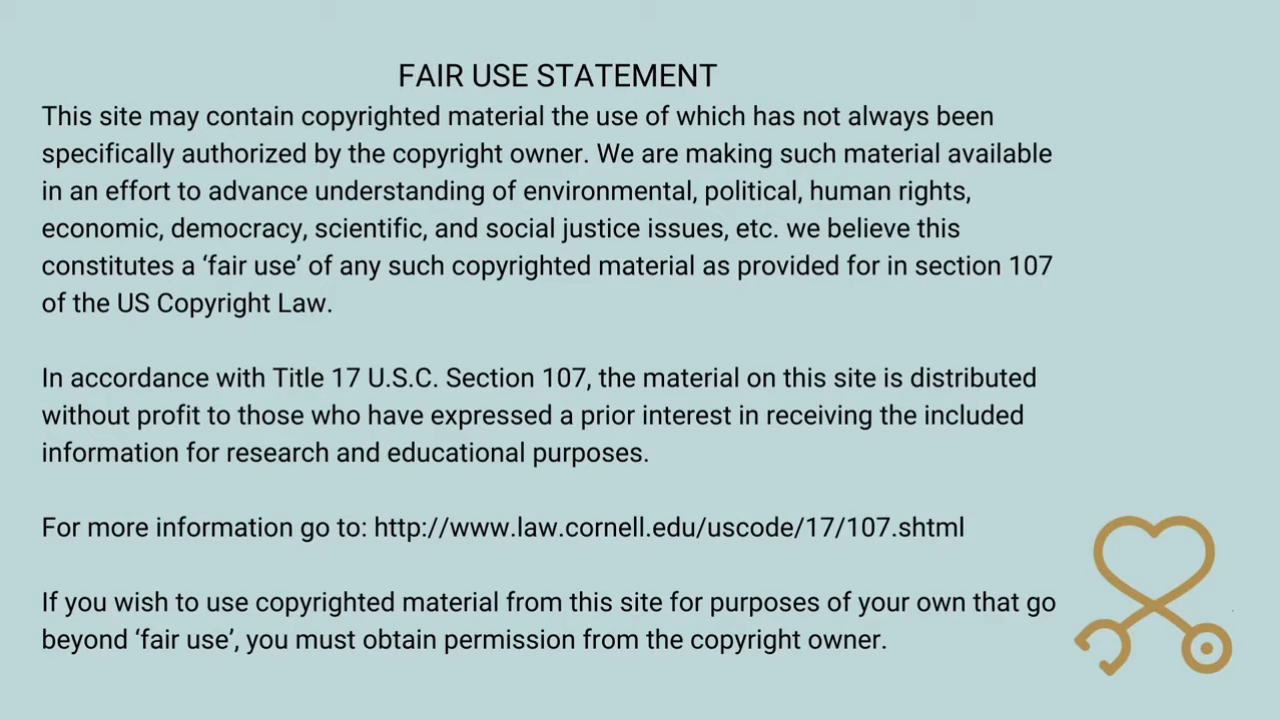 FAIR USE STATEMENT
This site may contain copyrighted material the use of which has not always been
specifically authorized by the copyright owner. We are making such material available
in an effort to advance understanding of environmental, political, human rights,
economic, democracy, scientific, and social justice issues, etc. we believe this
constitutes a ‘fair use’ of any such copyrighted material as provided for in section 107
of the US Copyright Law.
In accordance with Title 17 U.S.C. Section 107, the material on this site is distributed
without profit to those who have expressed a prior interest in receiving the included
information for research and educational purposes.
For more information go to: http://www.law.cornell.edu/uscode/17/107.shtml
If you wish to use copyrighted material from this site for purposes of your own that go
beyond ‘fair use’, you must obtain permission from the copyright owner.